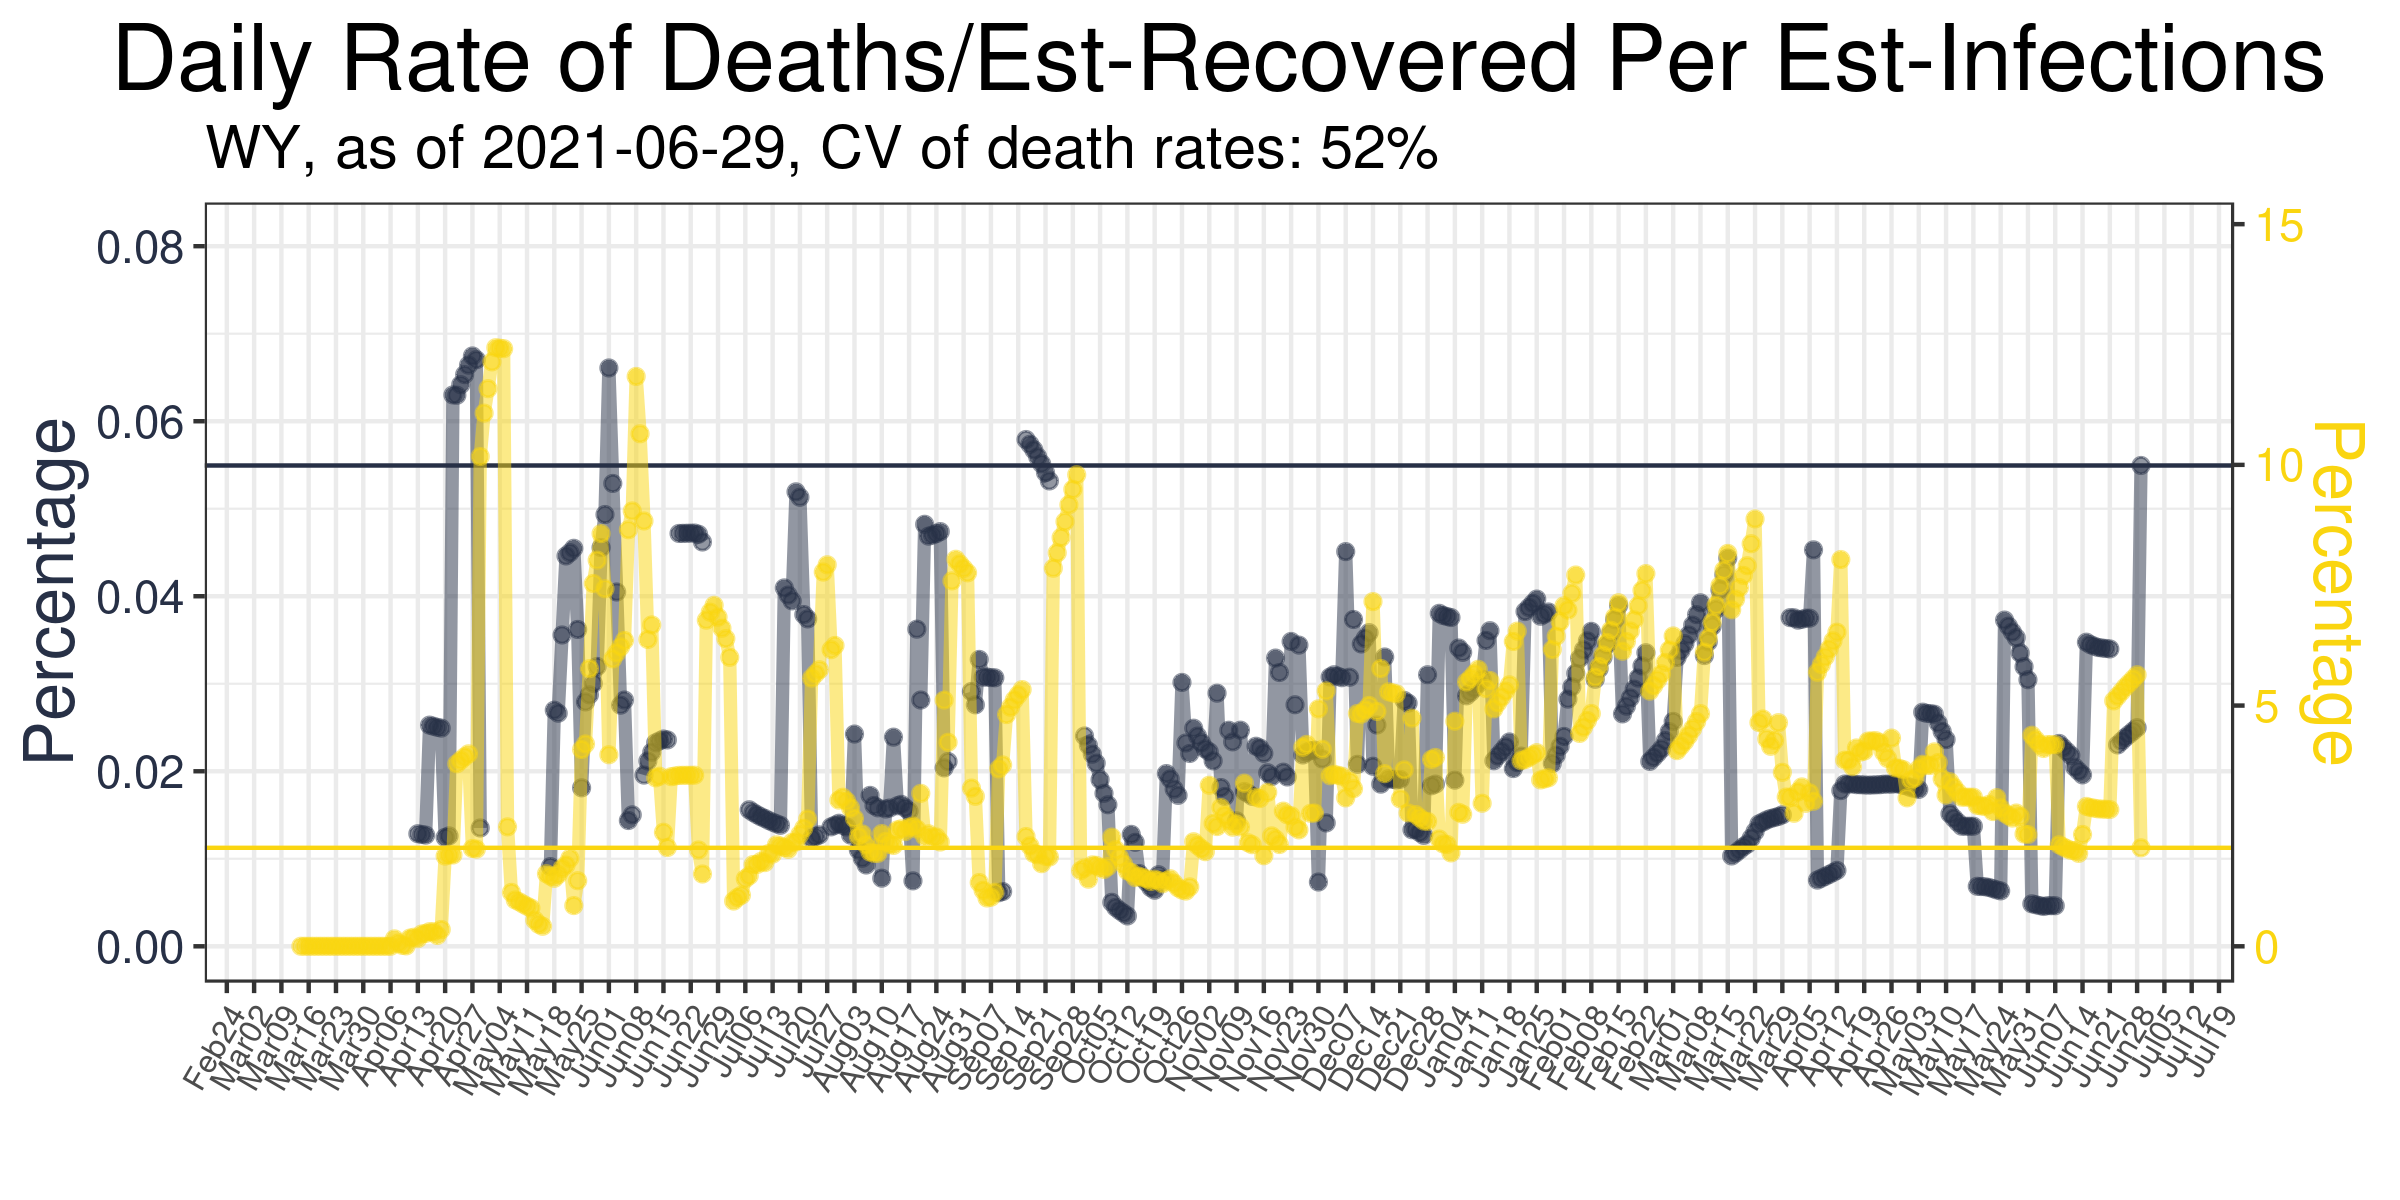 Daily Rate of Deaths/Est-Recovered Per Est-Infections
WY, as of 2021-06-29, CV of death rates: 52%
Percentage
0.08
0.06
0.04
0.02
0.00
15
10
5
0
Percentage
Feb24
Mar02
Mar09
Mar16
Mar23
Mar30
Apr06
Apr13
Apr20
Apr27
May04
May11
May18
May25
Jun01
Jun08
Jun15
Jun22
Jun29
Jul06
Jul13
Jul20
Jul27
Aug03
Aug10
Aug17
Aug24
Aug31
Sep07
Sep14
Sep21
Sep28
Oct05
Oct12
Oct19
Oct26
Nov02
Nov09
Nov16
Nov23
Nov30
Dec07
Dec14
Dec21
Dec28
Jan04
Jan11
Jan18
Jan25
Feb01
Feb08
Feb15
Feb22
Mar01
Mar08
Mar15
Mar22
Mar29
Apr05
Apr12
Apr19
Apr26
May03
May10
May17
May24
May31
Jun07
Jun14
Jun21
Jun28
Jul05
Jul12
Jul19